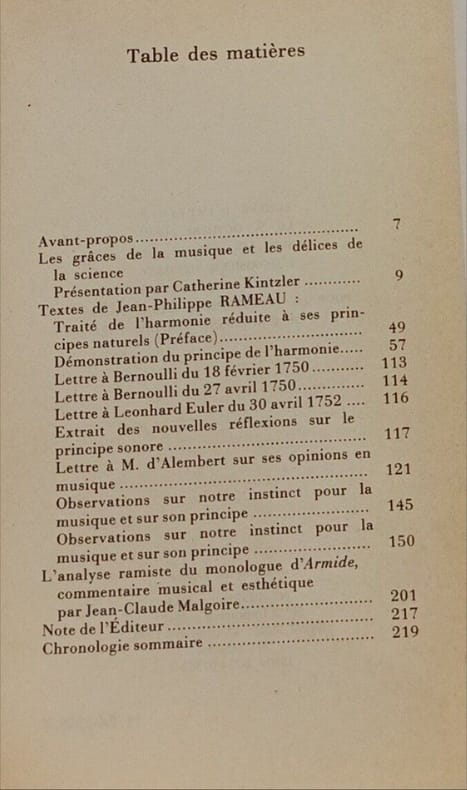 Table des matières
Avant-propos............................................ 7
Les grâces de la musique et les délices de
la science
Présentation par Catherine Kintzler ............ 9
Textes de Jean-Philippe RAMEAU :
Traité de l'harmonie réduite à ses prin-
cipes naturels (Préface)............................ 49
Démonstration du principe de l'harmonie..... 57
Lettre à Bernoulli du 18 février 1750........... 113
Lettre à Bernoulli du 27 avril 1750.............. 114
Lettre à Leonhard Euler du 30 avril 1752 .... 116
Extrait des nouvelles réflexions sur le
principe sonore ...................................... 117
Lettre à M. d'Alembert sur ses opinions en
musique ................................................ 121
Observations sur notre instinct pour la
musique et sur son principe ...................... 145
Observations sur notre instinct pour la
musique et sur son principe ...................... 150
L'analyse ramiste du monologue d'Armide,
commentaire musical et esthétique
par Jean-Claude Malgoire......................... 201
Note de l'Éditeur ....................................... 217
Chronologie sommaire ................................ 219